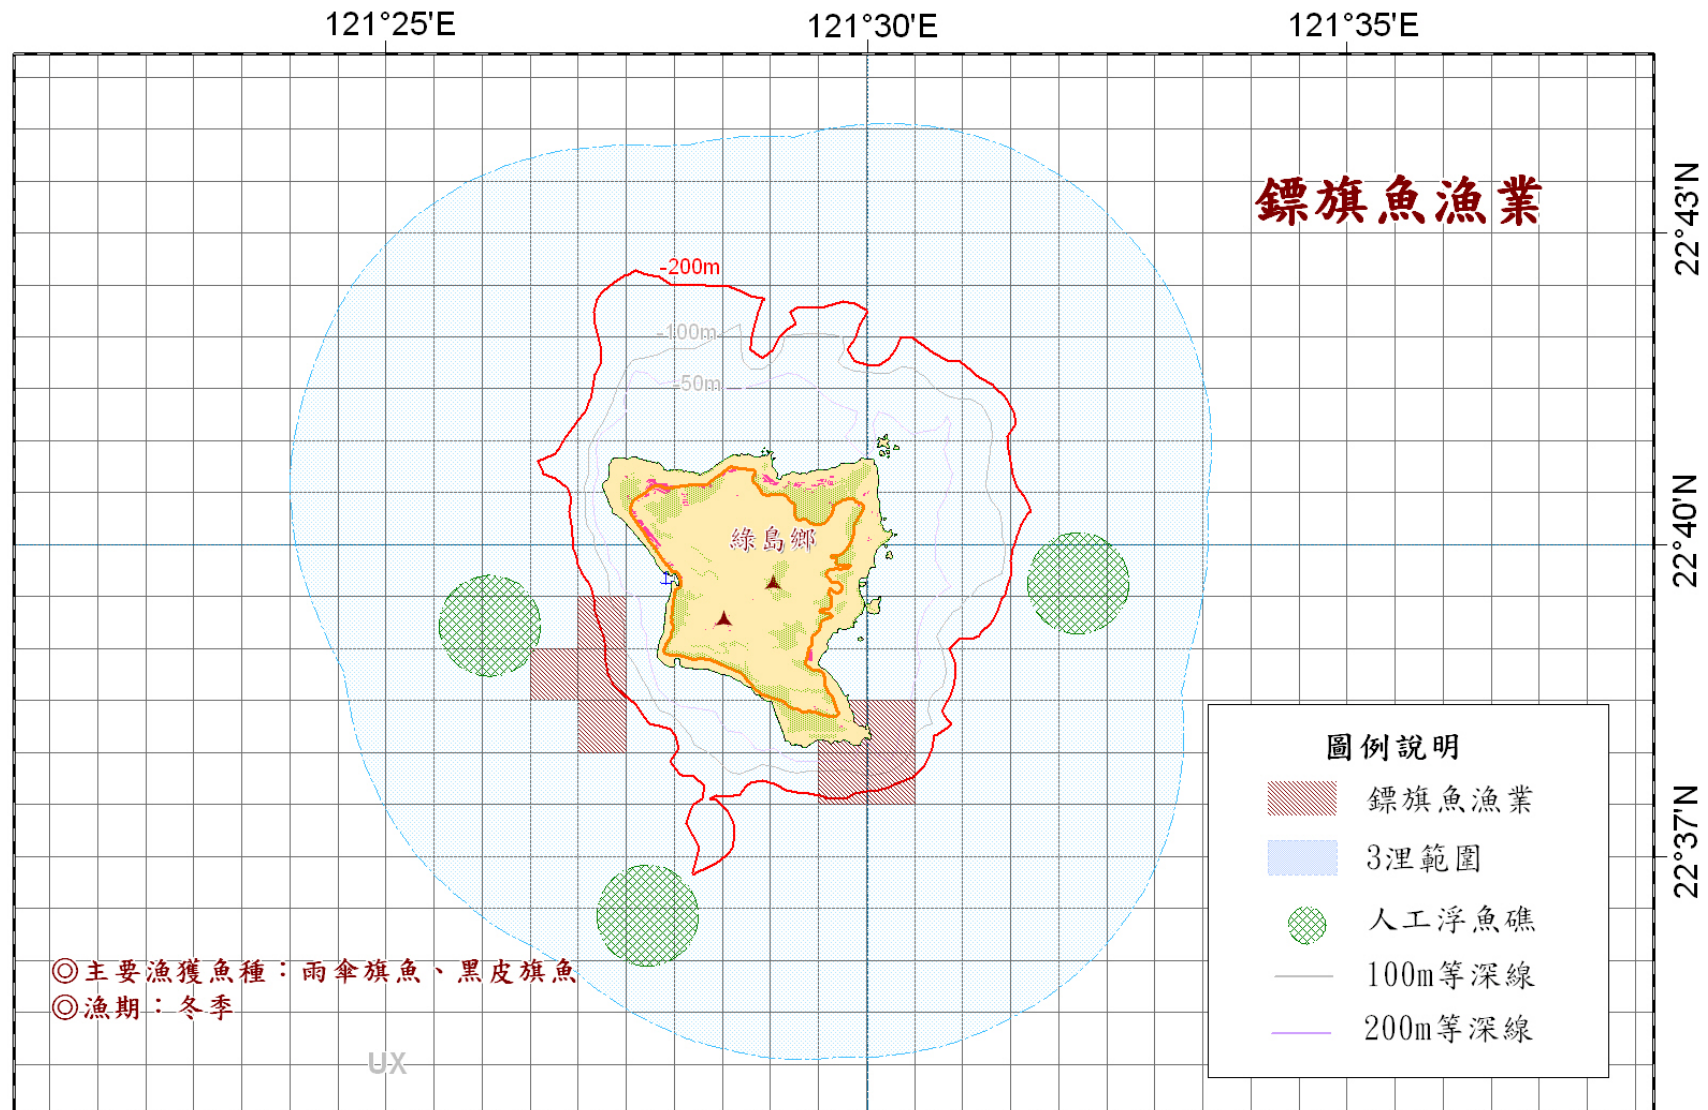 121°25'E
121°30'E
121°35'E
鏢旗魚漁業
22°43'N
-200m
-100m
-50m
22°40'N
綠島鄉
圖例說明
鏢旗魚漁業
3浬範圍
人工浮魚礁
100m等深線
200m等深線
22°37'N
◎主要漁獲魚種：雨傘旗魚、黑皮旗魚
◎漁期：冬季
UX